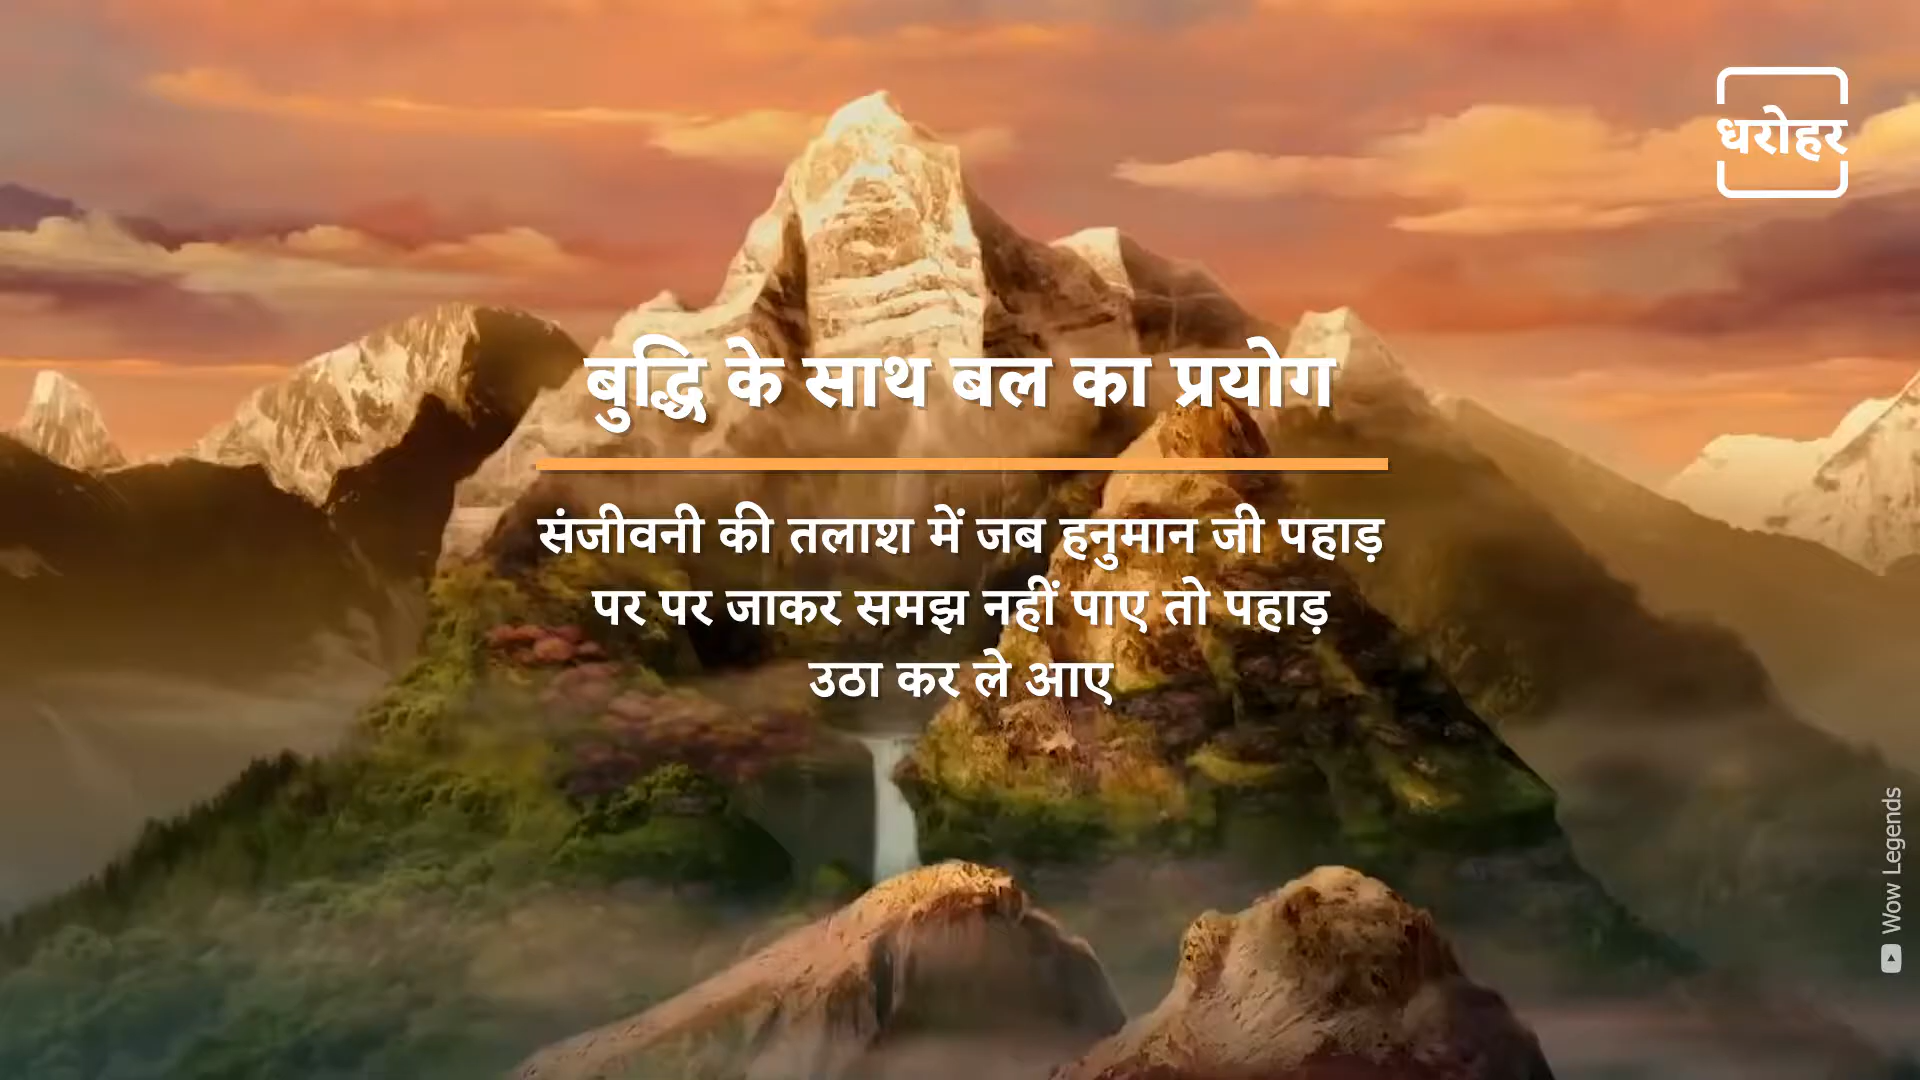 धरोहर
बुद्धि के साथ बल का प्रयोग
संजीवनी की तलाश में जब हनुमान जी पहाड़
पर पर जाकर समझ नहीं पाए तो पहाड़
उठा कर ले आए
Wow Legends